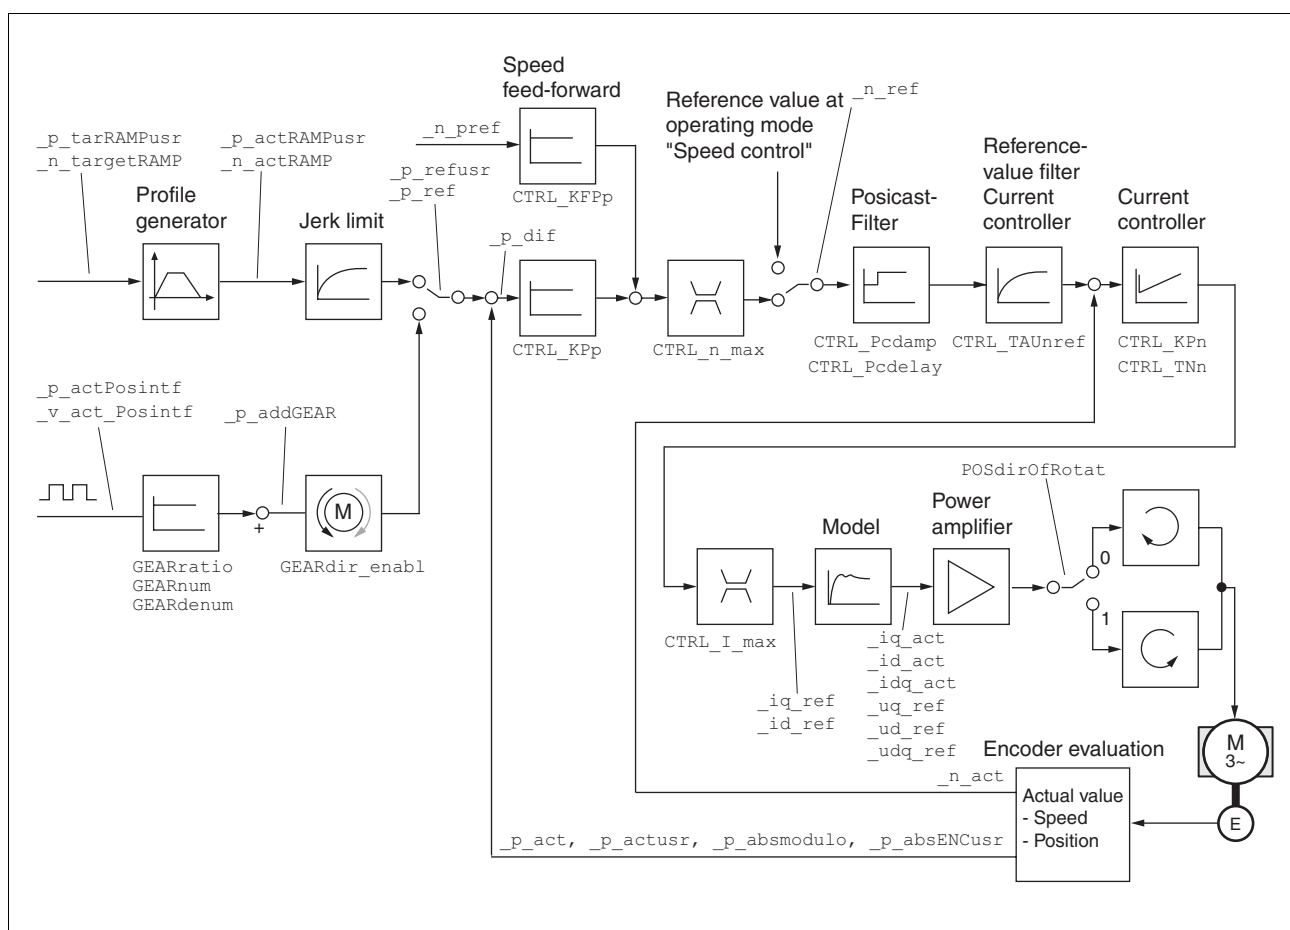 Speed
feed-forward
_n_pref
CTRL_KFPp
Reference value at
operating mode
"Speed control"
_n_ref
_p_tarRAMPusr
_n_targetRAMP
_p_actRAMPusr
_n_actRAMP
_p_refusr
_p_ref
Profile
generator
Jerk limit
_p_dif
CTRL_KPp
CTRL_n_max
Posicast-
Filter
CTRL_Pcdamp
CTRL_Pcdelay
Reference-
value filter
Current
controller
CTRL_TAUnref
Current
controller
CTRL_KPn
CTRL_TNn
_p_actPosintf
_v_act_Posintf
_p_addGEAR
+
M
GEARratio
GEARnum
GEARdenum
GEARdir_enabl
POSdirOfRotat
Model
Power
amplifier
0
1
CTRL_I_max
_iq_ref
_id_ref
_iq_act
_id_act
_idq_act
_uq_ref
_ud_ref
_udq_ref
M
3~
E
Encoder evaluation
_n_act
Actual value
- Speed
- Position
_p_act, _p_actusr, _p_absmodulo, _p_absENCusr